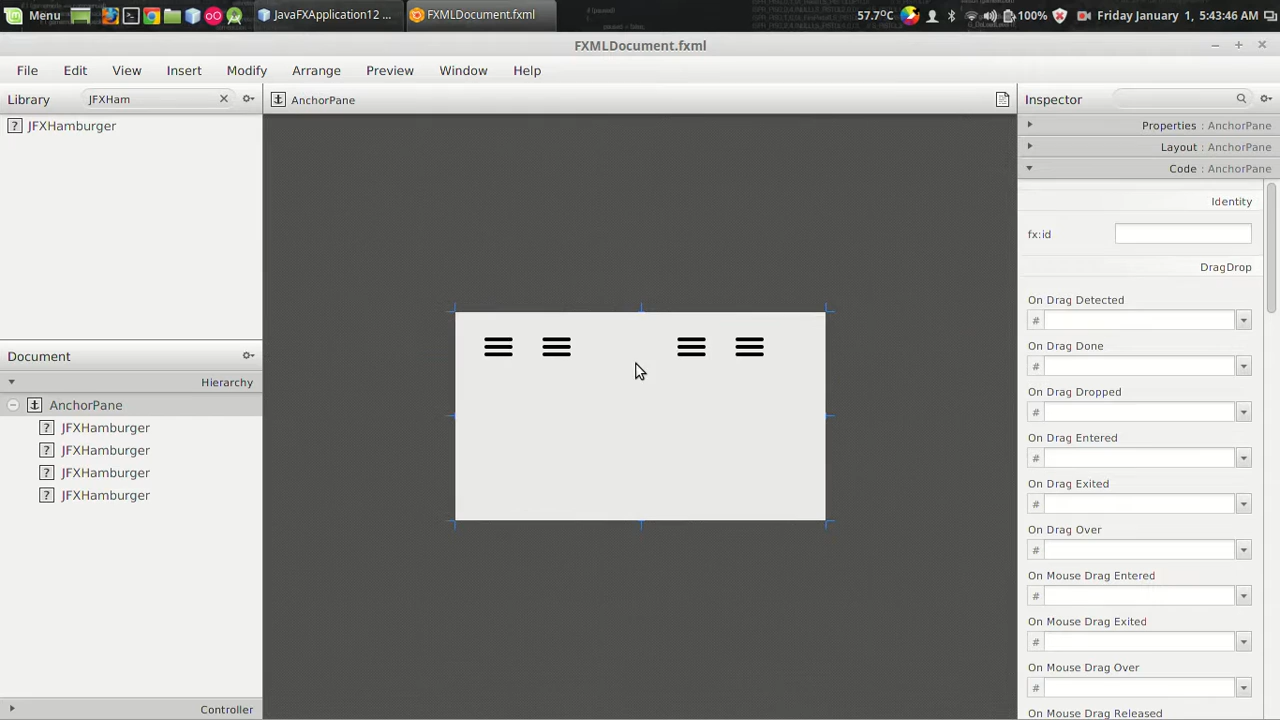 Menu
JavaFXApplication12 ...
FXMLDocument.fxml
57.7°C
100%
Friday January 1, 5:43:46 AM
FXMLDocument.fxml
File Edit View Insert Modify Arrange Preview Window Help
Library
JFXHam
AnchorPane
Inspector
JFXHamburger
Properties : AnchorPane
Layout : AnchorPane
Code : AnchorPane
Identity
fx:id
DragDrop
On Drag Detected
#
On Drag Done
#
On Drag Dropped
#
On Drag Entered
#
On Drag Exited
#
On Drag Over
#
On Mouse Drag Entered
#
On Mouse Drag Exited
#
On Mouse Drag Over
#
On Mouse Drag Released
Document
Hierarchy
AnchorPane
? JFXHamburger
? JFXHamburger
? JFXHamburger
? JFXHamburger
Controller